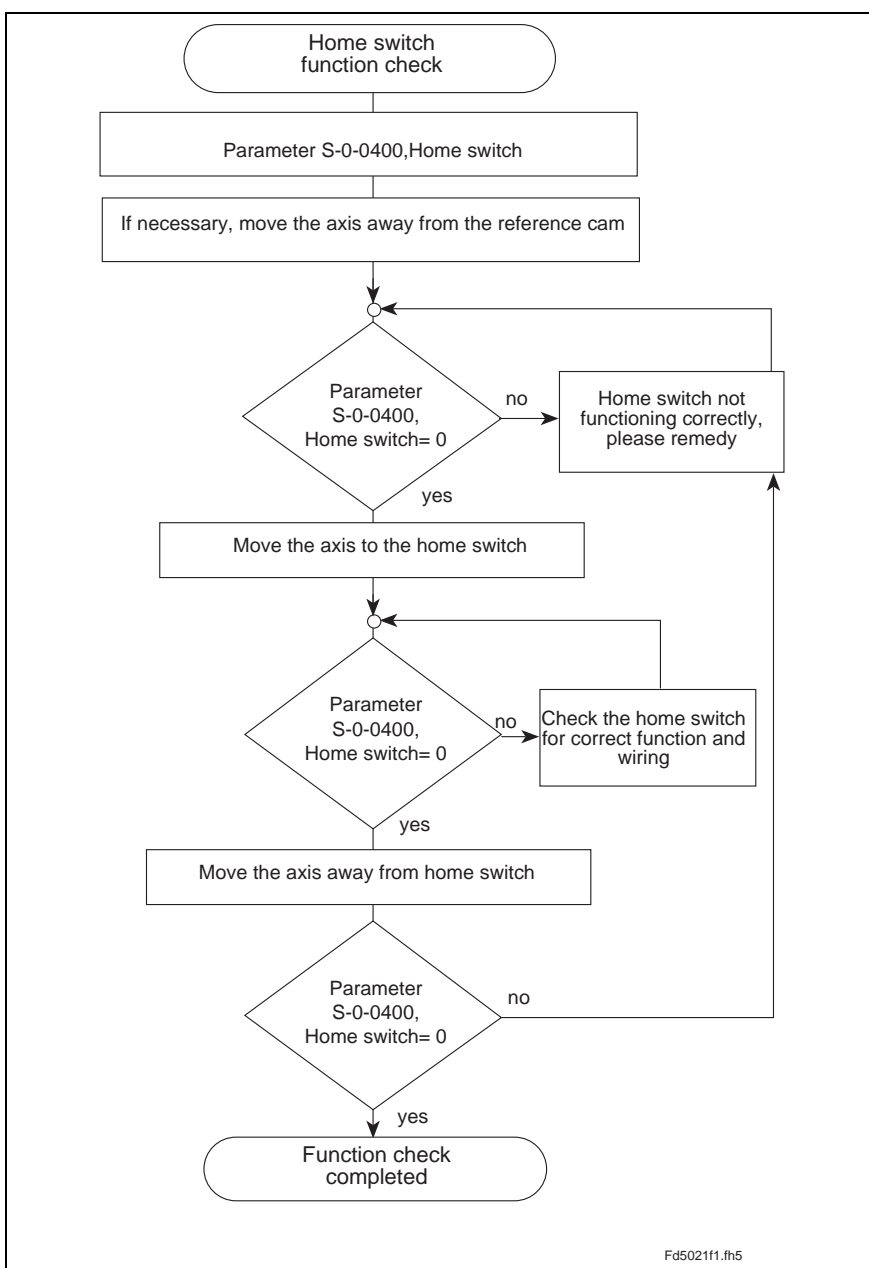 Home switch
function check
Parameter S-0-0400,Home switch
If necessary, move the axis away from the reference cam
Parameter
S-0-0400,
Home switch= 0
no
Home switch not
functioning correctly,
please remedy
yes
Move the axis to the home switch
Parameter
S-0-0400,
Home switch= 0
no
Check the home switch
for correct function and
wiring
yes
Move the axis away from home switch
Parameter
S-0-0400,
Home switch= 0
no
yes
Function check
completed
Fd5021f1.fh5